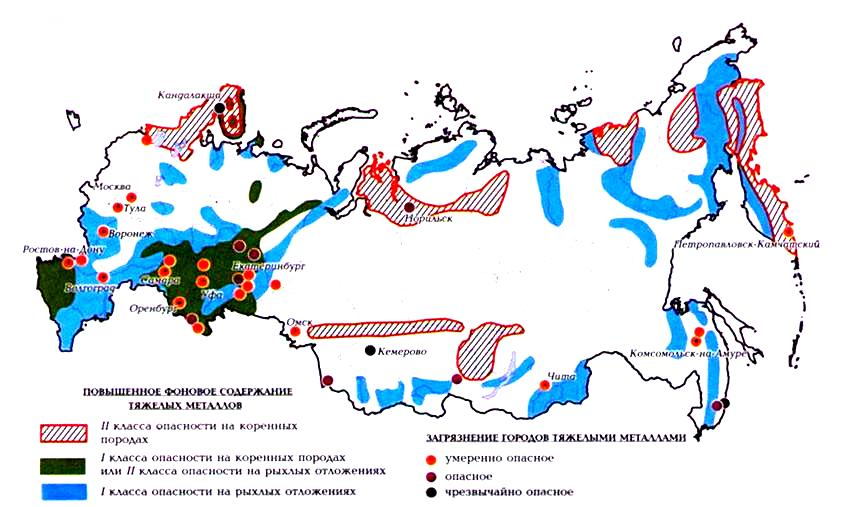 Кандалакша
Москва
Тула
Воронеж
Норильск
Ростов-на-Дону
Петропавловск-Камчатский
Екатеринбург
Самара
Волгоград
Уфа
Оренбург
Омск
Кемерово
Комсомольск-на-Амуре
Чита
ПОВЫШЕННОЕ ФОНОВОЕ СОДЕРЖАНИЕ
ТЯЖЕЛЫХ МЕТАЛЛОВ
II класса опасности на коренных
породах
I класса опасности на коренных породах
или II класса опасности на рыхлых отложениях
I класса опасности на рыхлых отложениях
ЗАГРЯЗНЕНИЕ ГОРОДОВ ТЯЖЕЛЫМИ МЕТАЛЛАМИ
умеренно опасное
опасное
чрезвычайно опасное